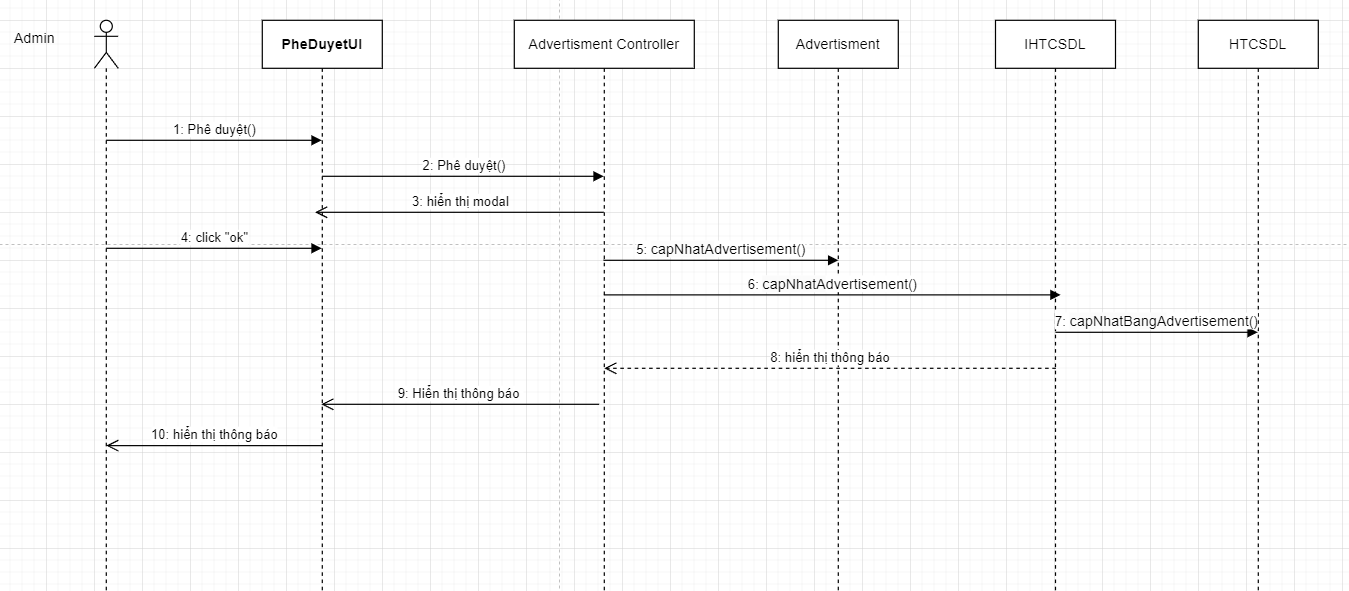 Admin
PheDuyetUI
Advertisment Controller
Advertisment
IHTCSDL
HTCSDL
1: Phê duyệt()
2: Phê duyệt()
3: hiển thị modal
4: click "ok"
5: capNhatAdvertisement()
6: capNhatAdvertisement()
7: capNhatBangAdvertisement()
8: hiển thị thông báo
9: Hiển thị thông báo
10: hiển thị thông báo